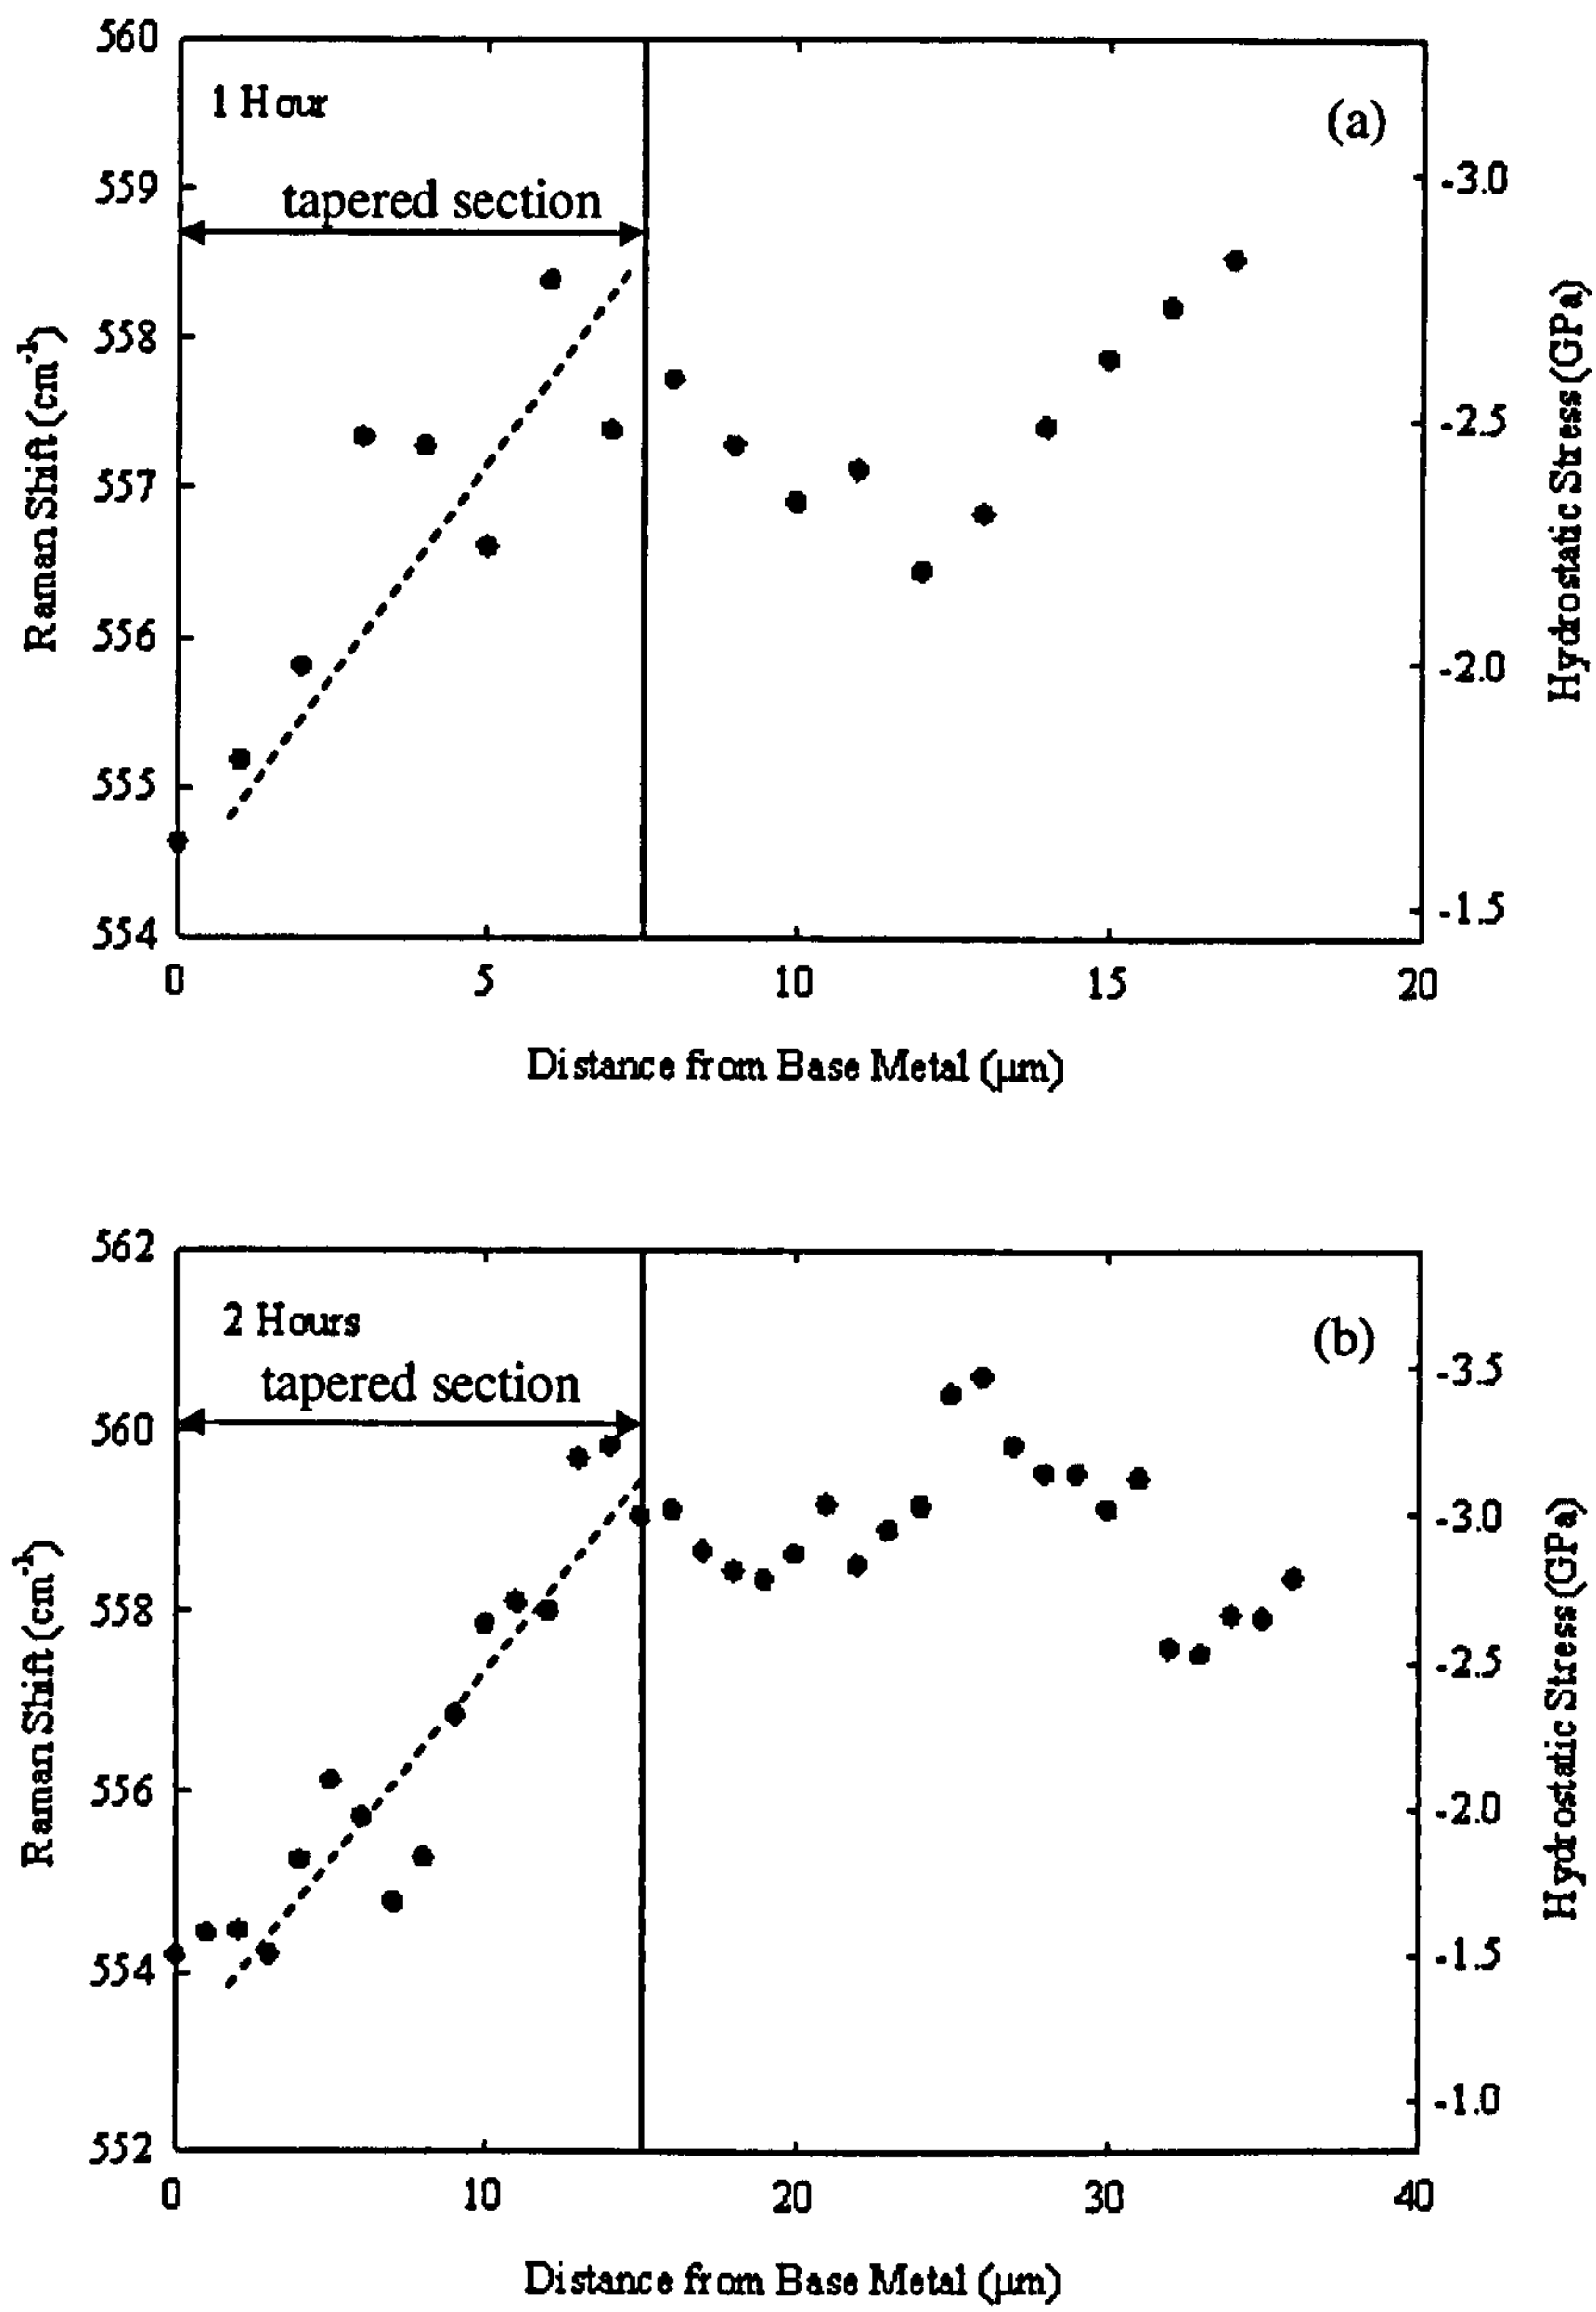 560
1 Hour
(a)
559
-3.0
tapered section
558
-2.5
557
556
-2.0
555
-1.5
554
0 5 10 15 20
Raman Shift (cm⁻¹)
Hydrostatic Stress (GPa)
Distance from Base Metal (μm)
562
2 Hours
(b)
-3.5
tapered section
560
-3.0
558
-2.5
556
-2.0
554
-1.5
-1.0
552
0 10 20 30 40
Raman Shift (cm⁻¹)
Hydrostatic Stress (GPa)
Distance from Base Metal (μm)